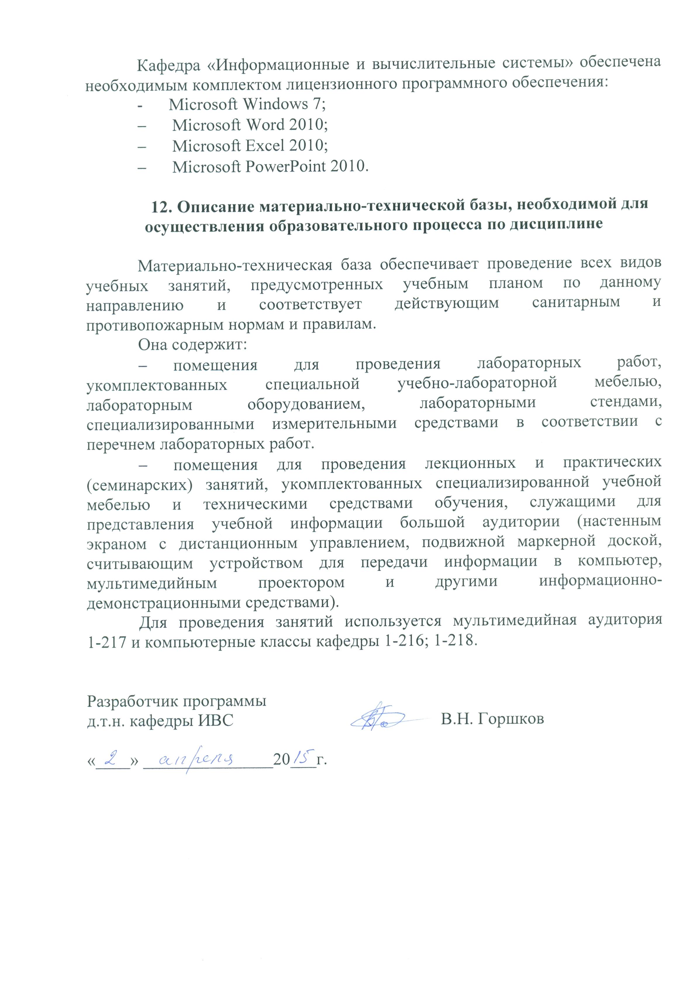 Кафедра «Информационные и вычислительные системы» обеспечена
необходимым комплектом лицензионного программного обеспечения:
- Microsoft Windows 7;
– Microsoft Word 2010;
– Microsoft Excel 2010;
– Microsoft PowerPoint 2010.
12. Описание материально-технической базы, необходимой для
осуществления образовательного процесса по дисциплине
Материально-техническая база обеспечивает проведение всех видов
учебных занятий, предусмотренных учебным планом по данному
направлению и соответствует действующим санитарным и
противопожарным нормам и правилам.
Она содержит:
– помещения для проведения лабораторных работ,
укомплектованных специальной учебно-лабораторной мебелью,
лабораторным оборудованием, лабораторными стендами,
специализированными измерительными средствами в соответствии с
перечнем лабораторных работ.
– помещения для проведения лекционных и практических
(семинарских) занятий, укомплектованных специализированной учебной
мебелью и техническими средствами обучения, служащими для
представления учебной информации большой аудитории (настенным
экраном с дистанционным управлением, подвижной маркерной доской,
считывающим устройством для передачи информации в компьютер,
мультимедийным проектором и другими информационно-
демонстрационными средствами).
Для проведения занятий используется мультимедийная аудитория
1-217 и компьютерные классы кафедры 1-216; 1-218.
Разработчик программы
д.т.н. кафедры ИВС В.Н. Горшков
«2» апреля 2015г.